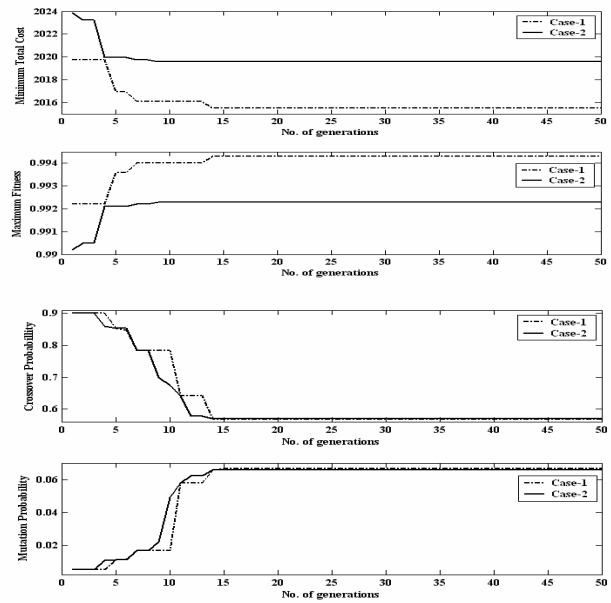 Minimum Total Cost
2024
2022
2020
2018
2016
0 5 10 15 20 25 30 35 40 45 50
No. of generations
Case-1
Case-2
Maximum Fitness
0.994
0.993
0.992
0.991
0.99
0 5 10 15 20 25 30 35 40 45 50
No. of generations
Case-1
Case-2
Crossover Probability
0.9
0.8
0.7
0.6
0 5 10 15 20 25 30 35 40 45 50
No. of generations
Case-1
Case-2
Mutation Probability
0.06
0.04
0.02
0 5 10 15 20 25 30 35 40 45 50
No. of generations
Case-1
Case-2